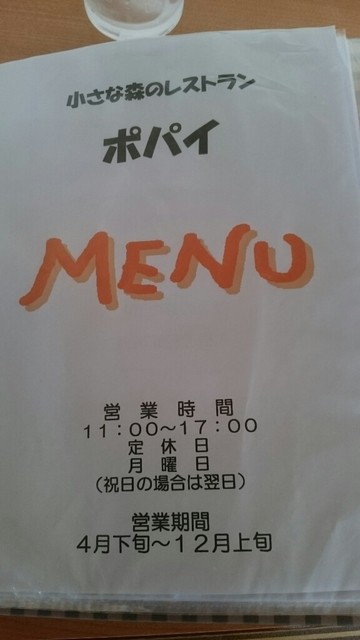 小さな森のレストラン
ポパイ
MENU
営業時間
11:00~17:00
定休日
月曜日
(祝日の場合は翌日)
営業期間
4月下旬~12月上旬